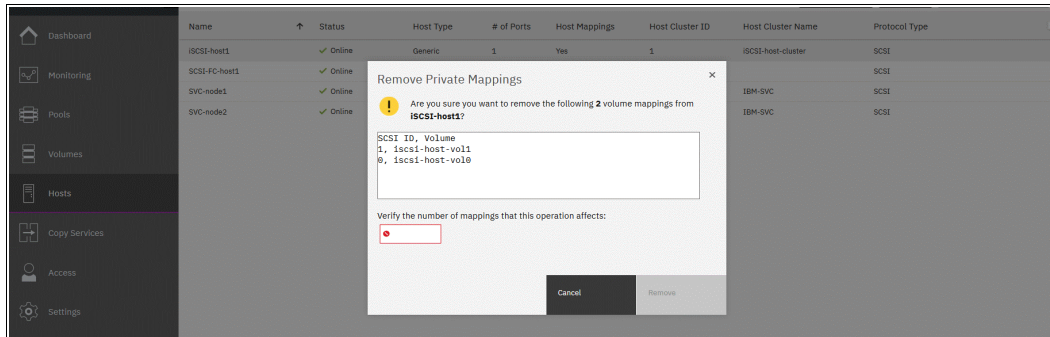 Name Status Host Type # of Ports Host Mappings Host Cluster ID Host Cluster Name Protocol Type
Dashboard
iSCSI-host1 Online Generic 1 Yes 1 iSCSI-host-cluster SCSI
Monitoring
SCSI-FC-host1 Online SCSI
SVC-node1 Online IBM-SVC SCSI
SVC-node2 Online IBM-SVC SCSI
Pools
Volumes
Hosts
Copy Services
Access
Settings
Remove Private Mappings
Are you sure you want to remove the following 2 volume mappings from
iSCSI-host1?
SCSI ID, Volume
1, iscsi-host-vol1
0, iscsi-host-vol0
Verify the number of mappings that this operation affects:
Cancel Remove